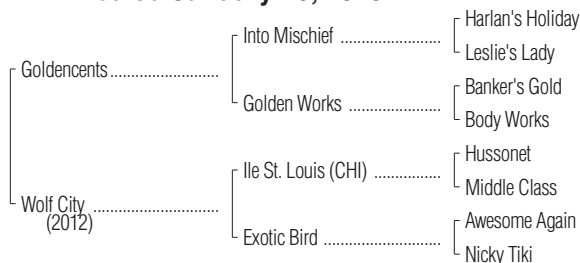 Harlan's Holiday
Into Mischief
Leslie's Lady
Goldencents
Banker's Gold
Golden Works
Body Works
Hussonet
Ile St. Louis (CHI)
Middle Class
Wolf City
(2012)
Awesome Again
Exotic Bird
Nicky Tiki